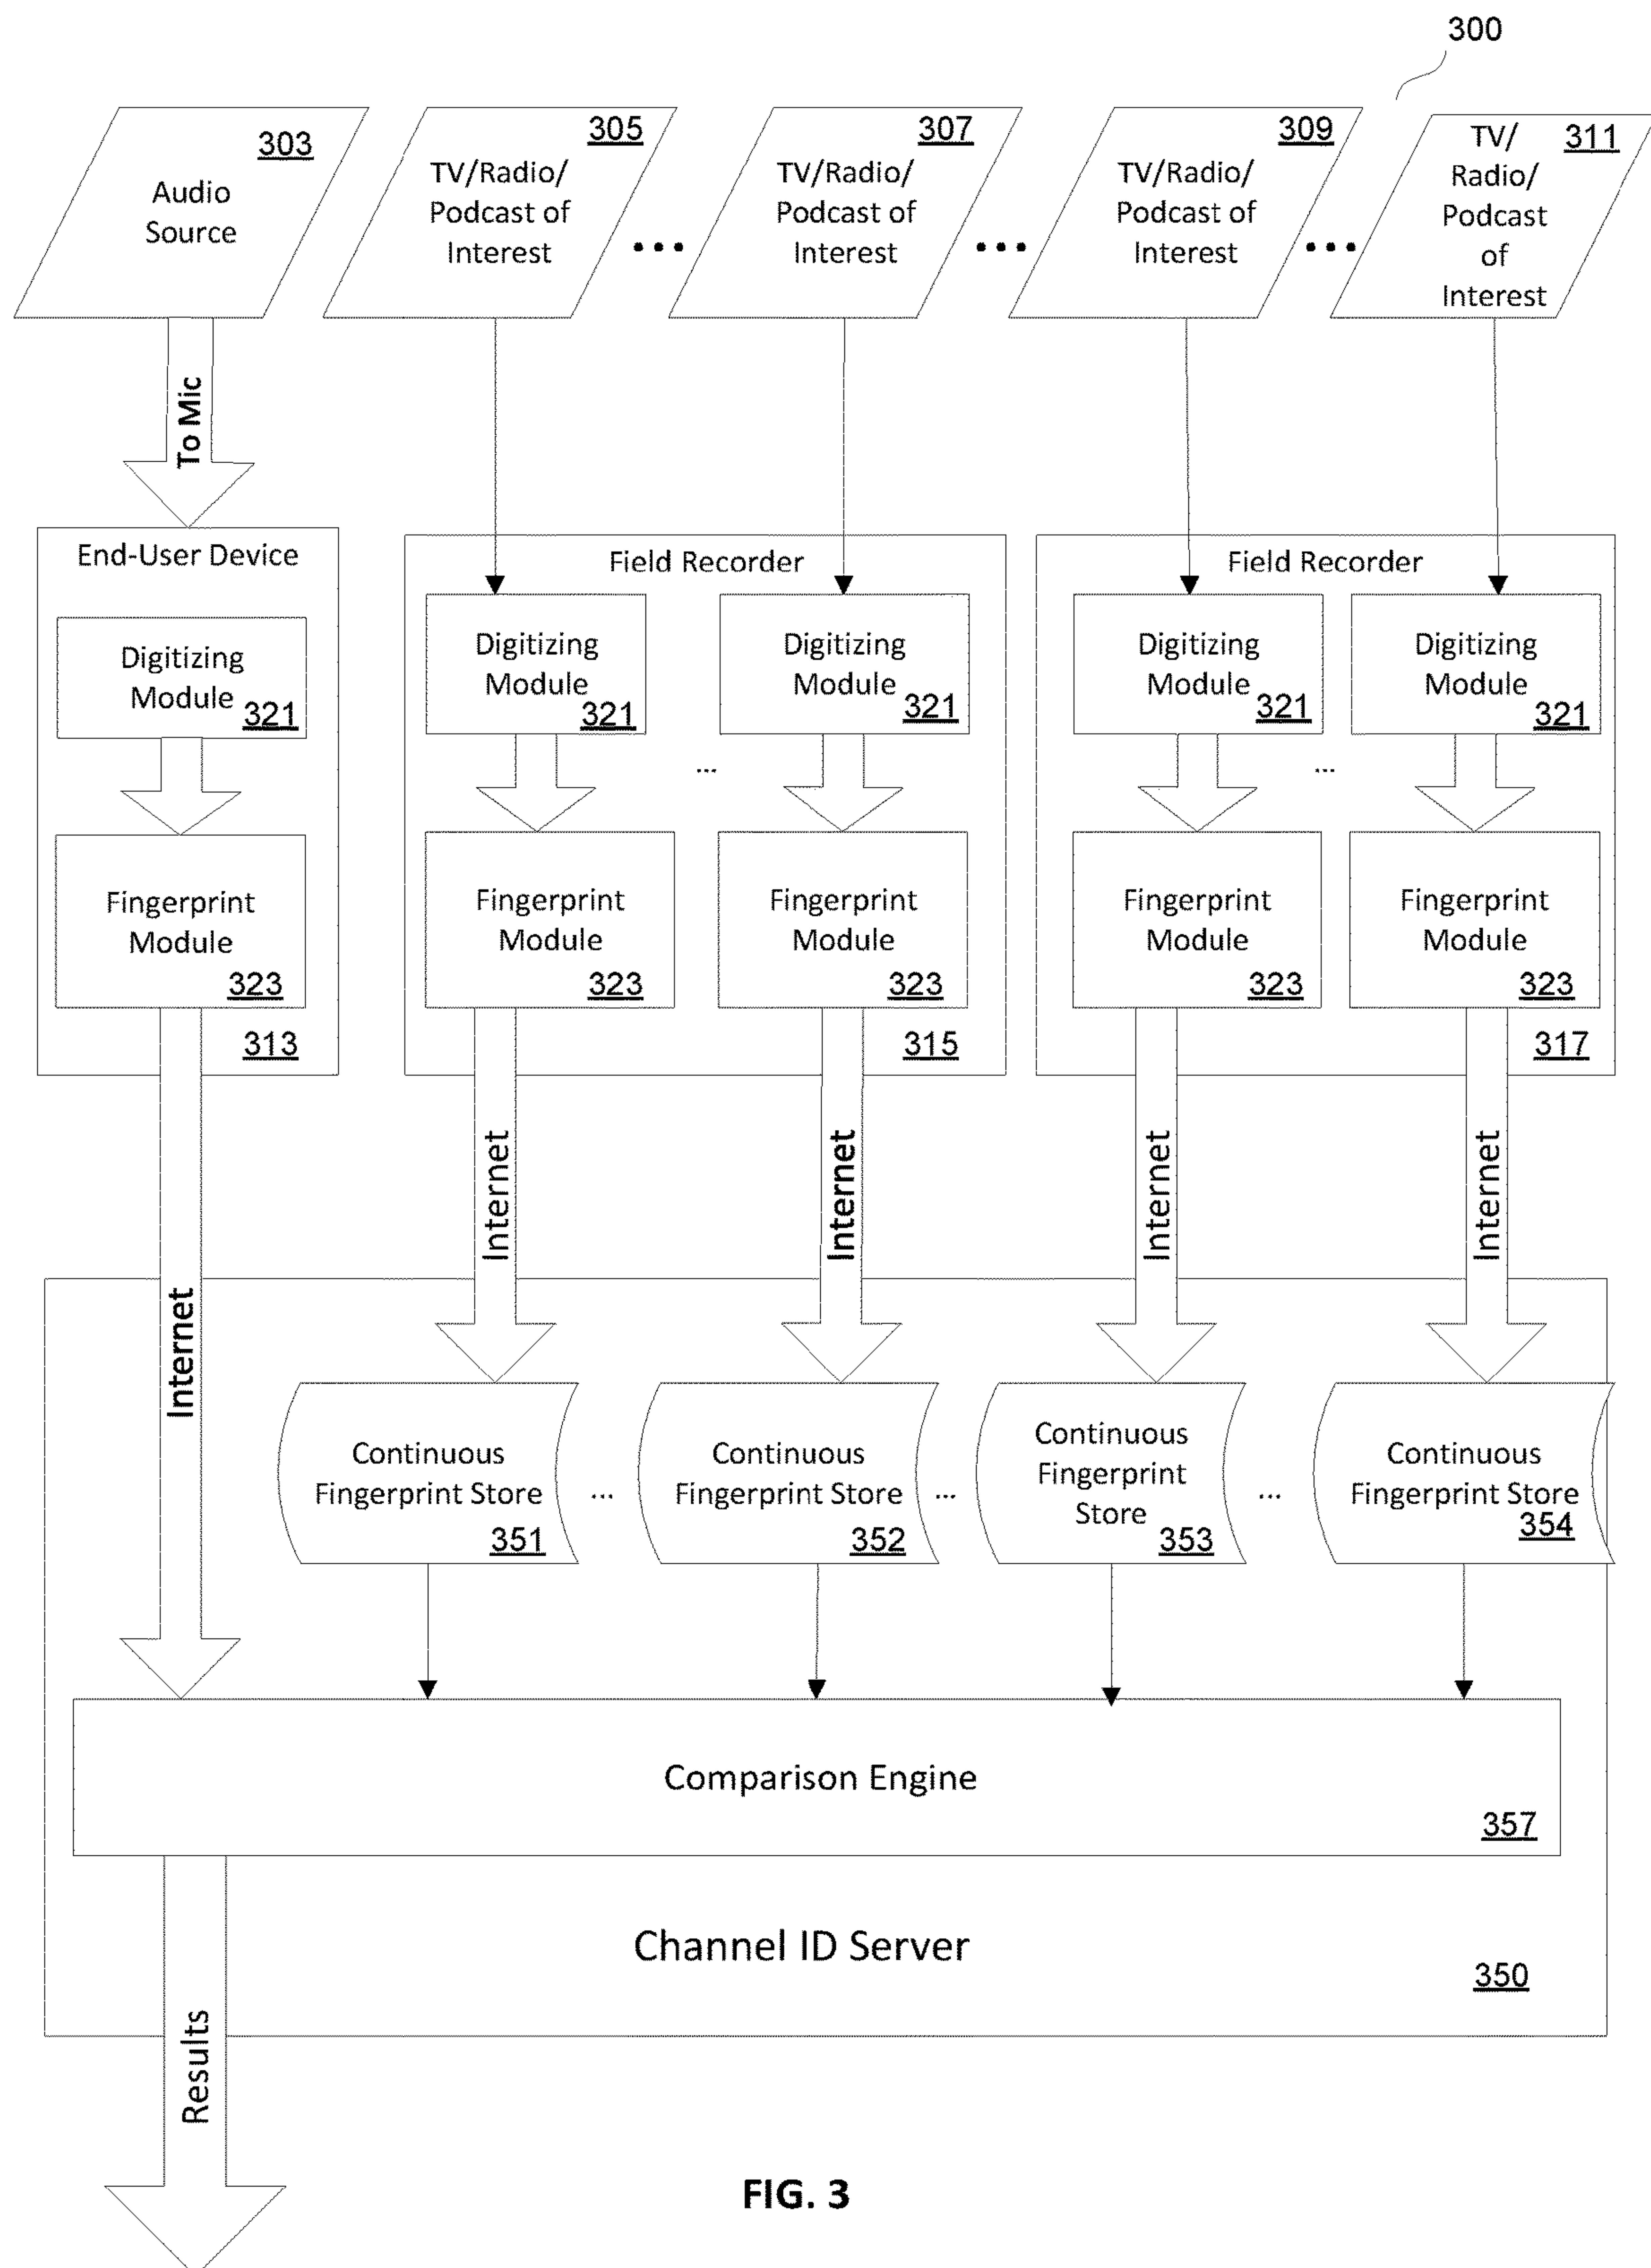 300
303
Audio
Source
305
TV/Radio/
Podcast of
Interest
•••
307
TV/Radio/
Podcast of
Interest
•••
309
TV/Radio/
Podcast of
Interest
•••
311
TV/
Radio/
Podcast
of
Interest
To Mic
End-User Device
Digitizing
Module
321
Fingerprint
Module
323
313
Field Recorder
Digitizing
Module
321
...
Digitizing
Module
321
Fingerprint
Module
323
Fingerprint
Module
323
315
Field Recorder
Digitizing
Module
321
...
Digitizing
Module
321
Fingerprint
Module
323
Fingerprint
Module
323
317
Internet
Internet
Internet
Internet
Internet
Continuous
Fingerprint Store
351
...
Continuous
Fingerprint Store
352
...
Continuous
Fingerprint
Store
353
...
Continuous
Fingerprint Store
354
Comparison Engine
357
Channel ID Server
350
Results
FIG. 3